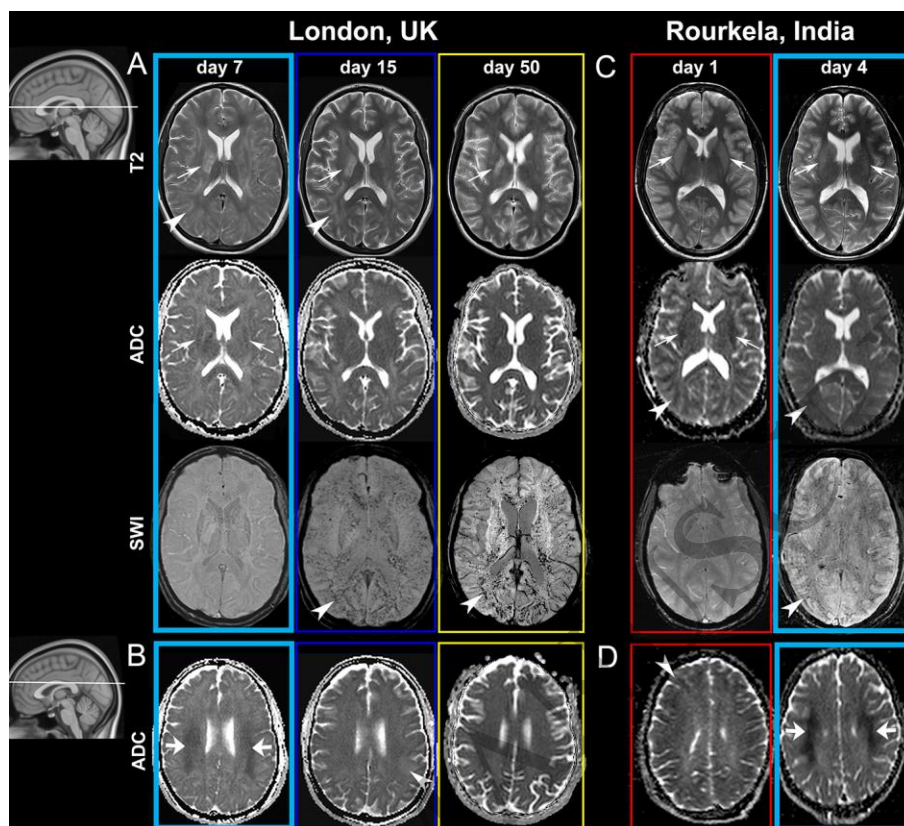 London, UK
Rourkela, India
A
day 7
day 15
day 50
C
day 1
day 4
T2
ADC
SWI
B
D
ADC